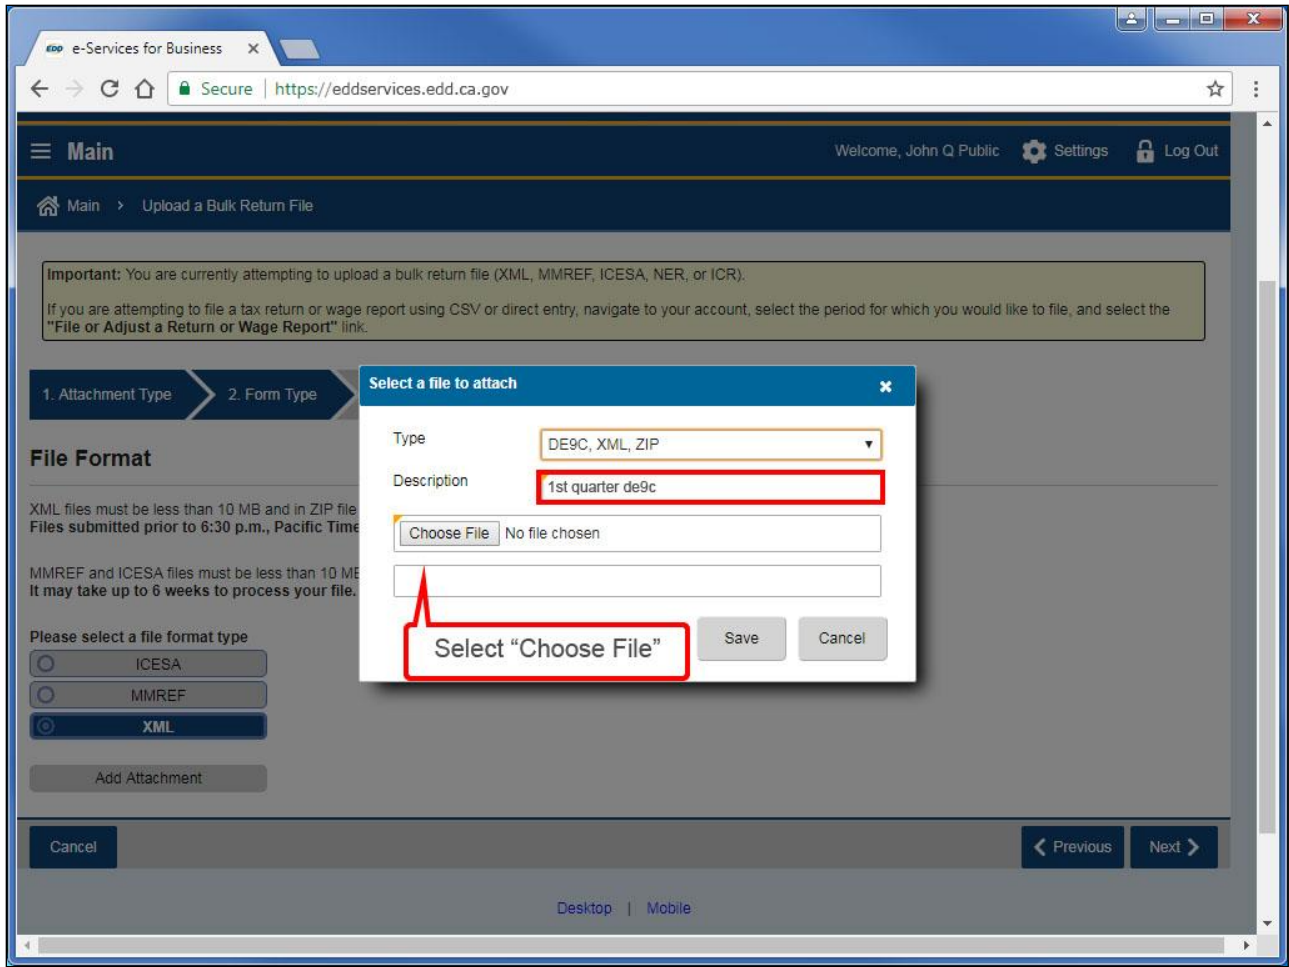 EDD e-Services for Business
Secure | https://eddservices.edd.ca.gov
Main
Welcome, John Q Public
Settings
Log Out
Main > Upload a Bulk Return File
Important: You are currently attempting to upload a bulk return file (XML, MMREF, ICESA, NER, or ICR).
If you are attempting to file a tax return or wage report using CSV or direct entry, navigate to your account, select the period for which you would like to file, and select the
"File or Adjust a Return or Wage Report" link.
1. Attachment Type
2. Form Type
Select a file to attach
Type
DE9C, XML, ZIP
Description
1st quarter de9c
Choose File No file chosen
Select “Choose File”
Save
Cancel
File Format
XML files must be less than 10 MB and in ZIP file
Files submitted prior to 6:30 p.m., Pacific Time
MMREF and ICESA files must be less than 10 MB
It may take up to 6 weeks to process your file.
Please select a file format type
ICESA
MMREF
XML
Add Attachment
Cancel
Previous
Next
Desktop | Mobile